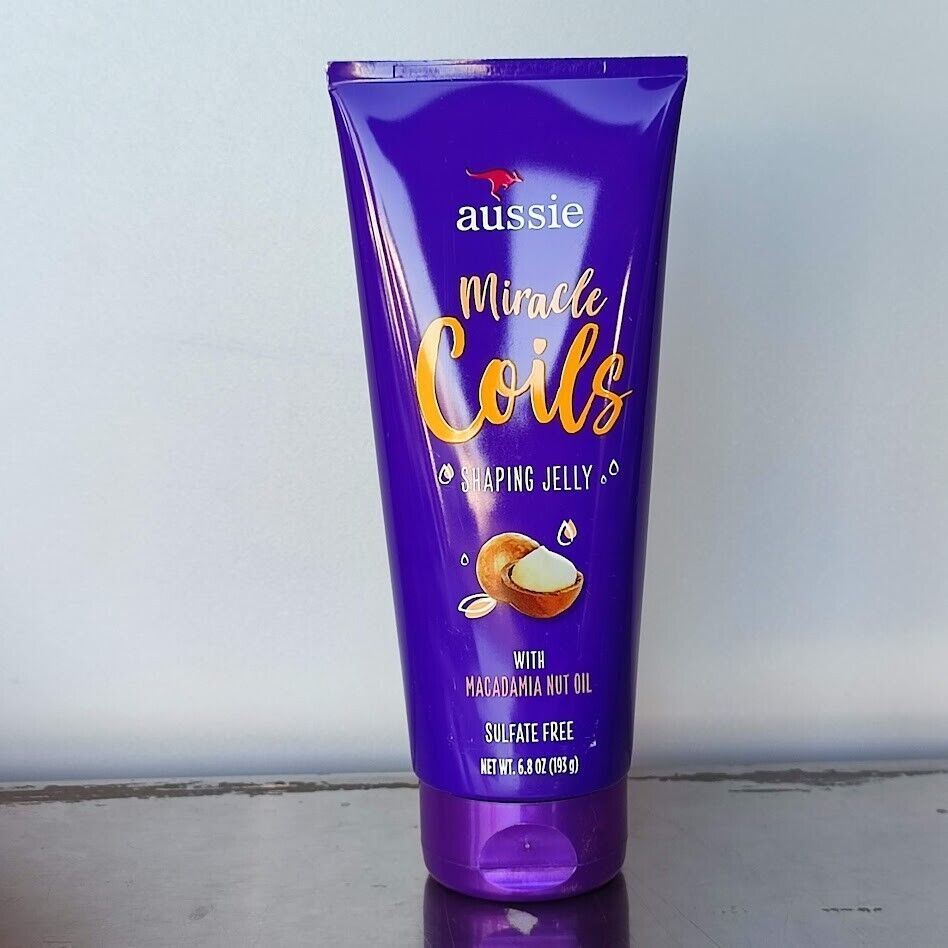 aussie
Miracle
Coils
SHAPING JELLY
WITH
MACADAMIA NUT OIL
SULFATE FREE
NET WT. 6.8 OZ (193 g)